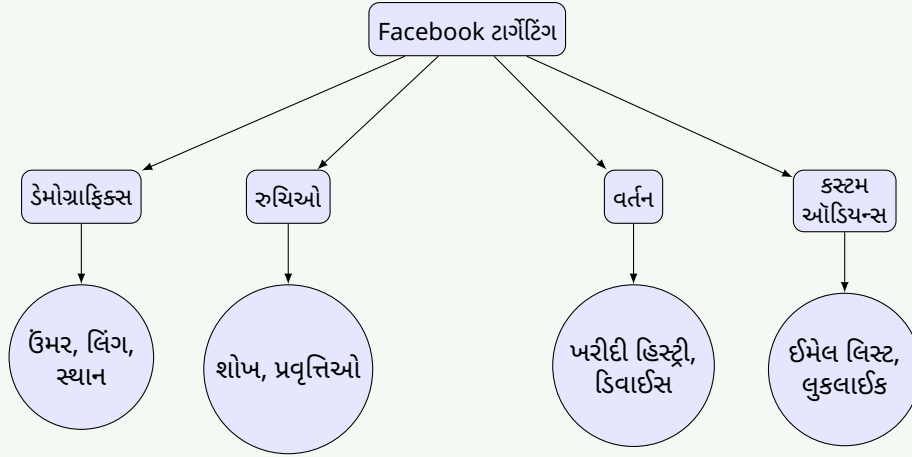 Facebook ટાર્ગેટિંગ
ડેમોગ્રાફિક્સ
રુચિઓ
વર્તન
કસ્ટમ
ઑડિયન્સ
ઉંમર, લિંગ,
સ્થાન
શોખ, પ્રવૃત્તિઓ
ખરીદી હિસ્ટ્રી,
ડિવાઈસ
ઈમેલ લિસ્ટ,
લુકલાઈક